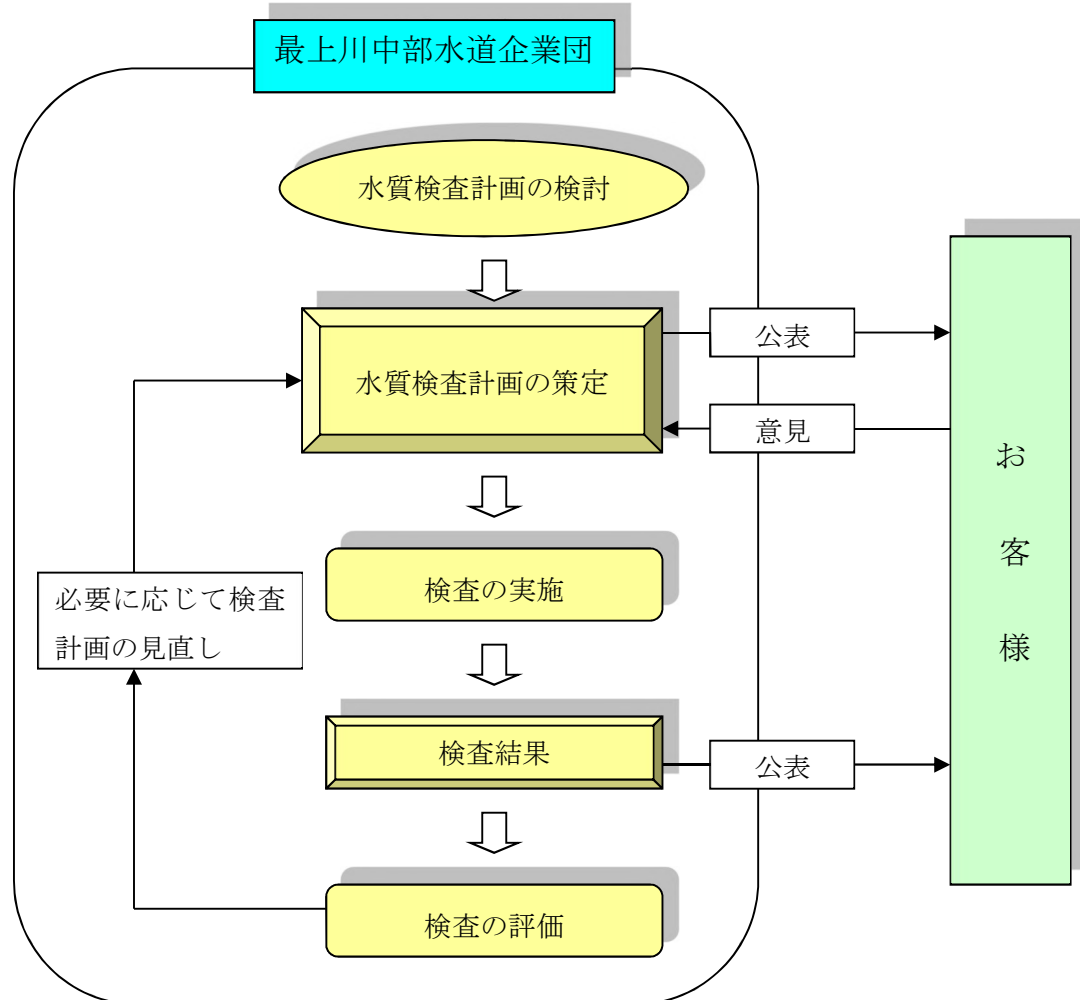 最上川中部水道企業団
水質検査計画の検討
水質検査計画の策定
公表
意見
お客様
検査の実施
必要に応じて検査
計画の見直し
検査結果
公表
検査の評価